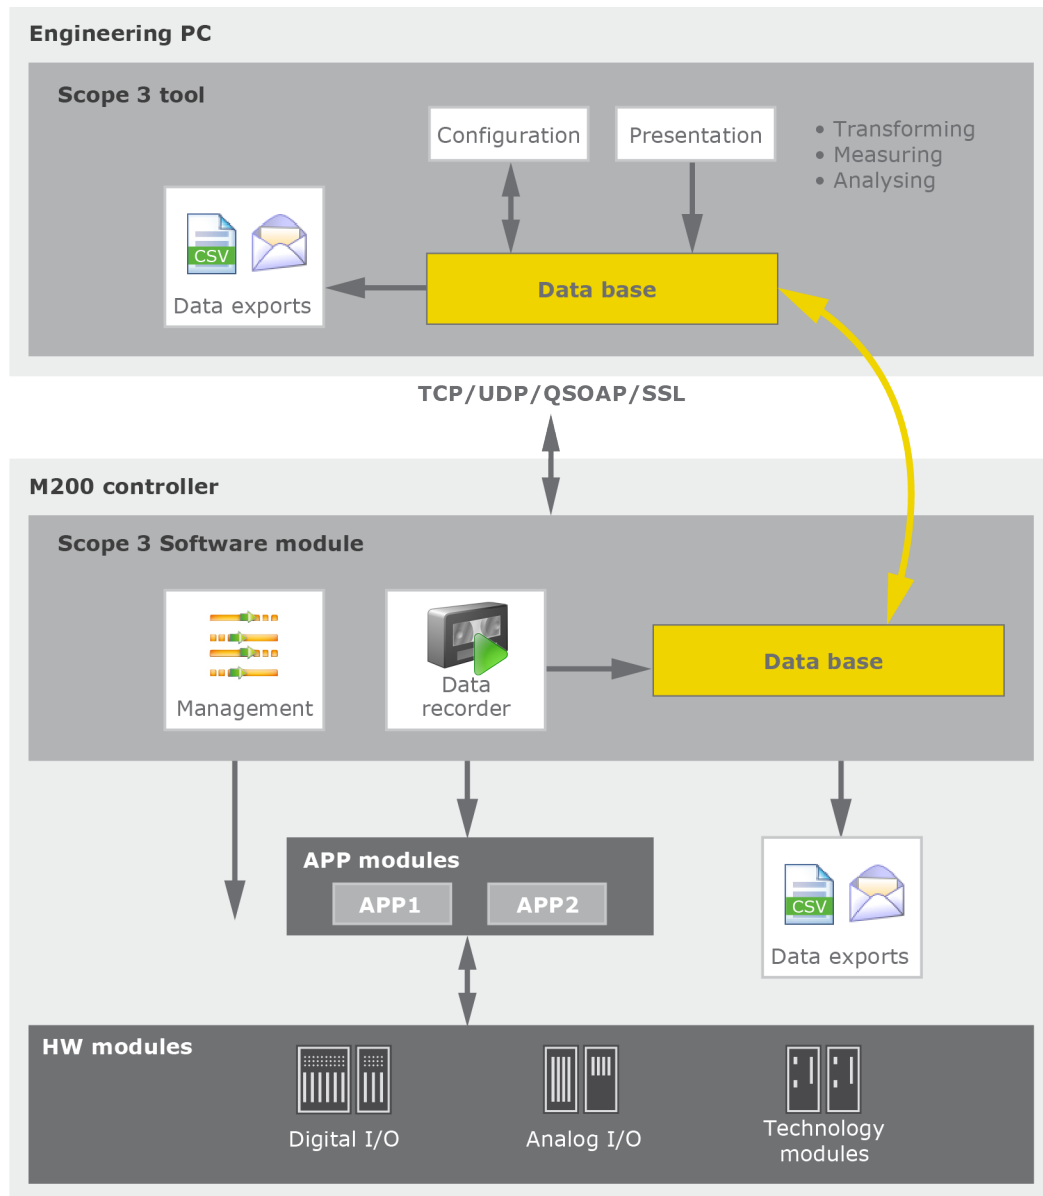 Engineering PC
Scope 3 tool
Configuration
Presentation
• Transforming
• Measuring
• Analysing
CSV
Data exports
Data base
TCP/UDP/QSOAP/SSL
M200 controller
Scope 3 Software module
Management
Data
recorder
Data base
APP modules
APP1
APP2
CSV
Data exports
HW modules
Digital I/O
Analog I/O
Technology
modules